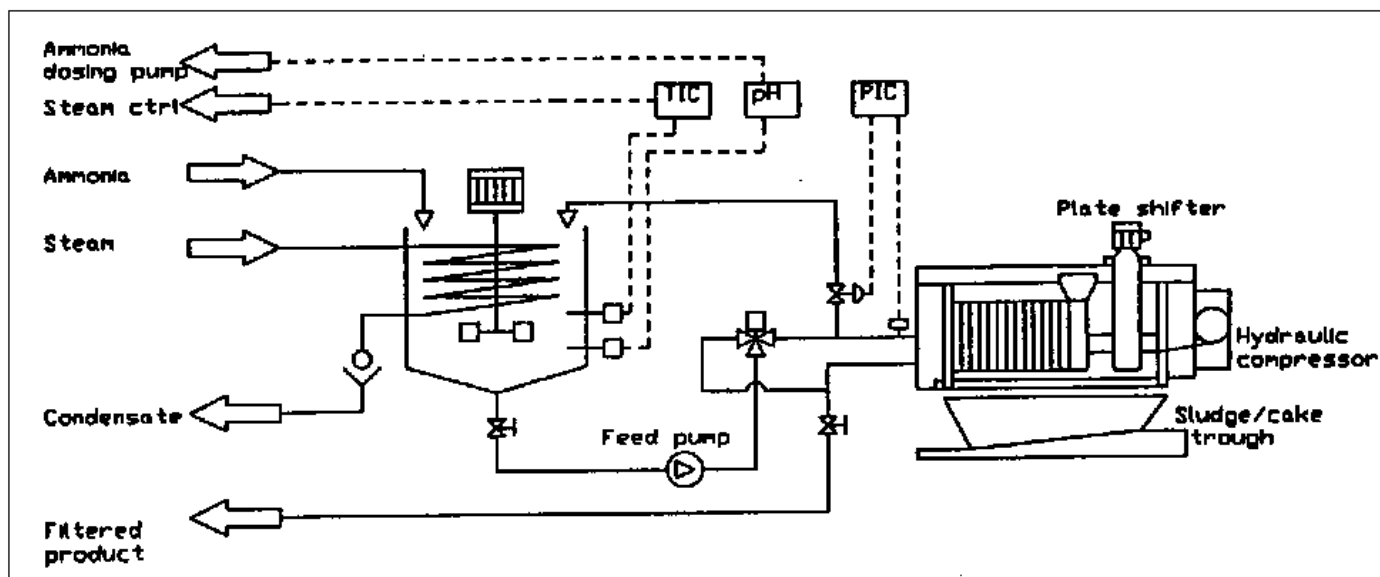 Ammonia
dosing pump
Steam ctrl
TIC
pH
PIC
Ammonia
Steam
Plate shifter
Hydraulic
compressor
Condensate
Feed pump
Sludge/cake
trough
Filtered
product